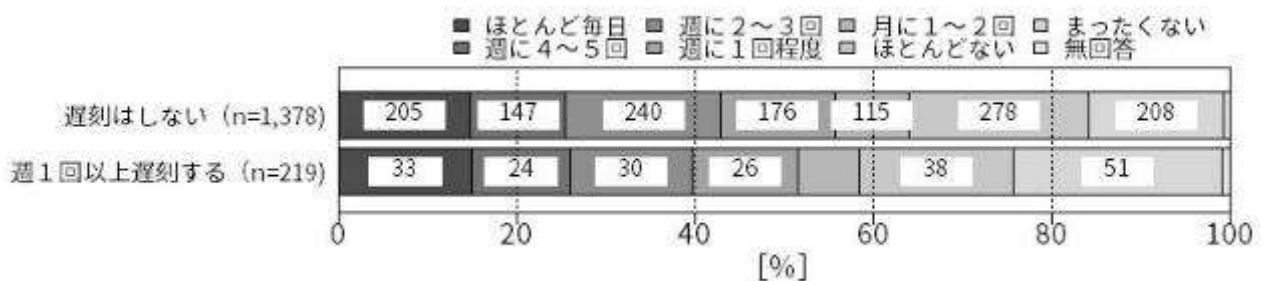 ■ ほとんど毎日 ■ 週に2〜3回 ■ 月に1〜2回 □ まったくない
■ 週に4〜5回 ■ 週に1回程度 □ ほとんどない □ 無回答
遅刻はしない (n=1,378) 205 147 240 176 115 278 208
週1回以上遅刻する (n=219) 33 24 30 26 38 51
0 20 40 60 80 100
[%]